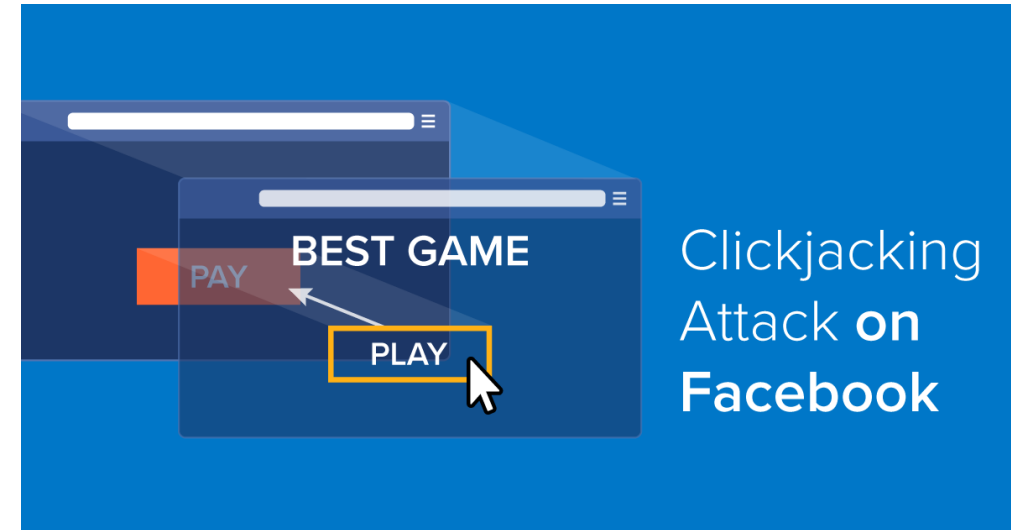 BEST GAME
PAY
PLAY
Clickjacking
Attack on
Facebook